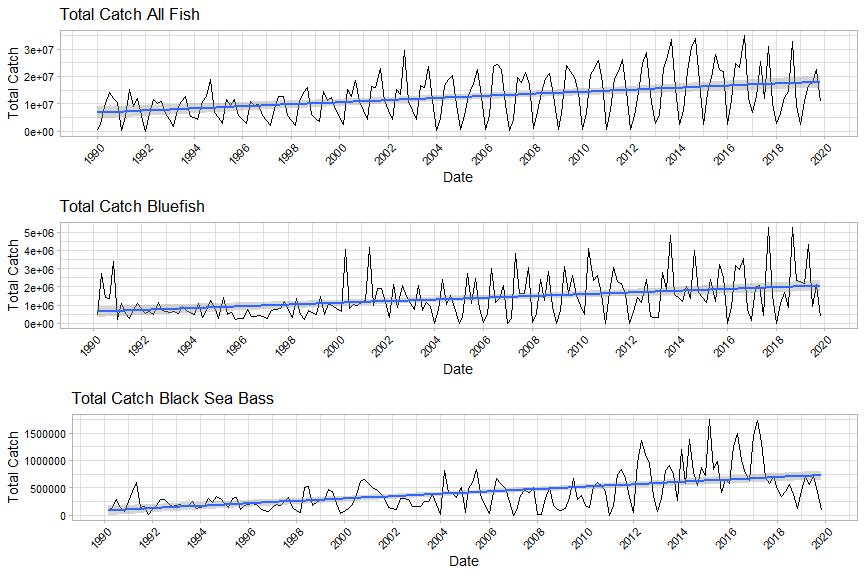 Total Catch All Fish
Total Catch
3e+07
2e+07
1e+07
0e+00
1990 1992 1994 1996 1998 2000 2002 2004 2006 2008 2010 2012 2014 2016 2018 2020
Date
Total Catch Bluefish
Total Catch
5e+06
4e+06
3e+06
2e+06
1e+06
0e+00
1990 1992 1994 1996 1998 2000 2002 2004 2006 2008 2010 2012 2014 2016 2018 2020
Date
Total Catch Black Sea Bass
Total Catch
1500000
1000000
500000
0
1990 1992 1994 1996 1998 2000 2002 2004 2006 2008 2010 2012 2014 2016 2018 2020
Date